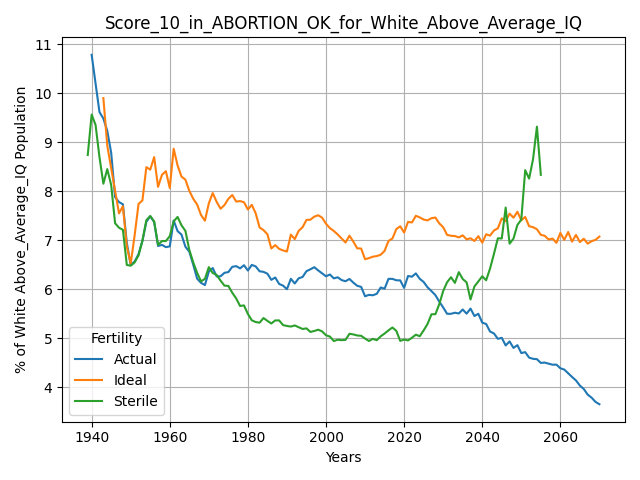 Score_10_in_ABORTION_OK_for_White_Above_Average_IQ
% of White Above_Average_IQ Population
11
10
9
8
7
6
5
4
Fertility
Actual
Ideal
Sterile
1940
1960
1980
2000
2020
2040
2060
Years